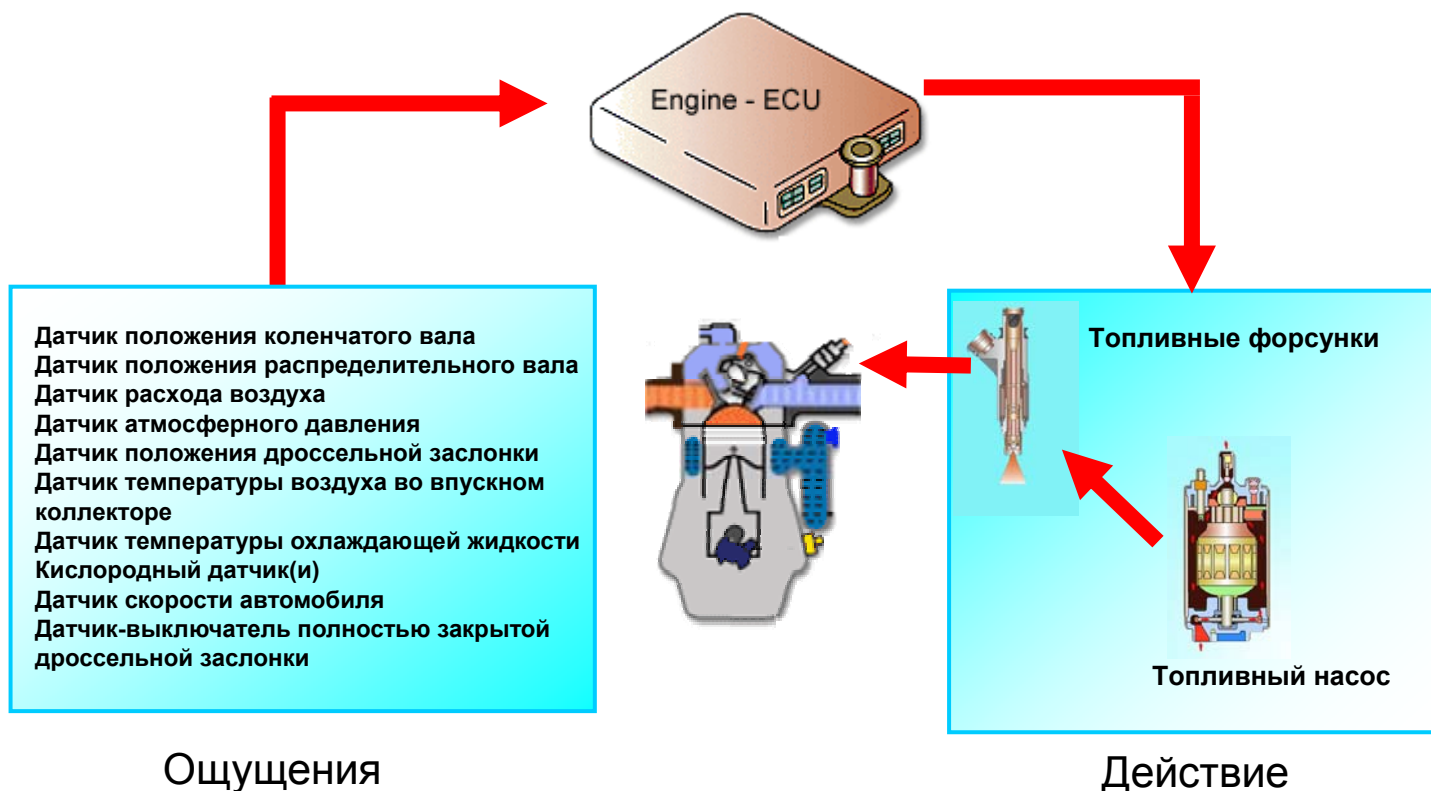 Engine - ECU
Датчик положения коленчатого вала
Датчик положения распределительного вала
Датчик расхода воздуха
Датчик атмосферного давления
Датчик положения дроссельной заслонки
Датчик температуры воздуха во впускном
коллекторе
Датчик температуры охлаждающей жидкости
Кислородный датчик(и)
Датчик скорости автомобиля
Датчик-выключатель полностью закрытой
дроссельной заслонки
Топливные форсунки
Топливный насос
Ощущения
Действие